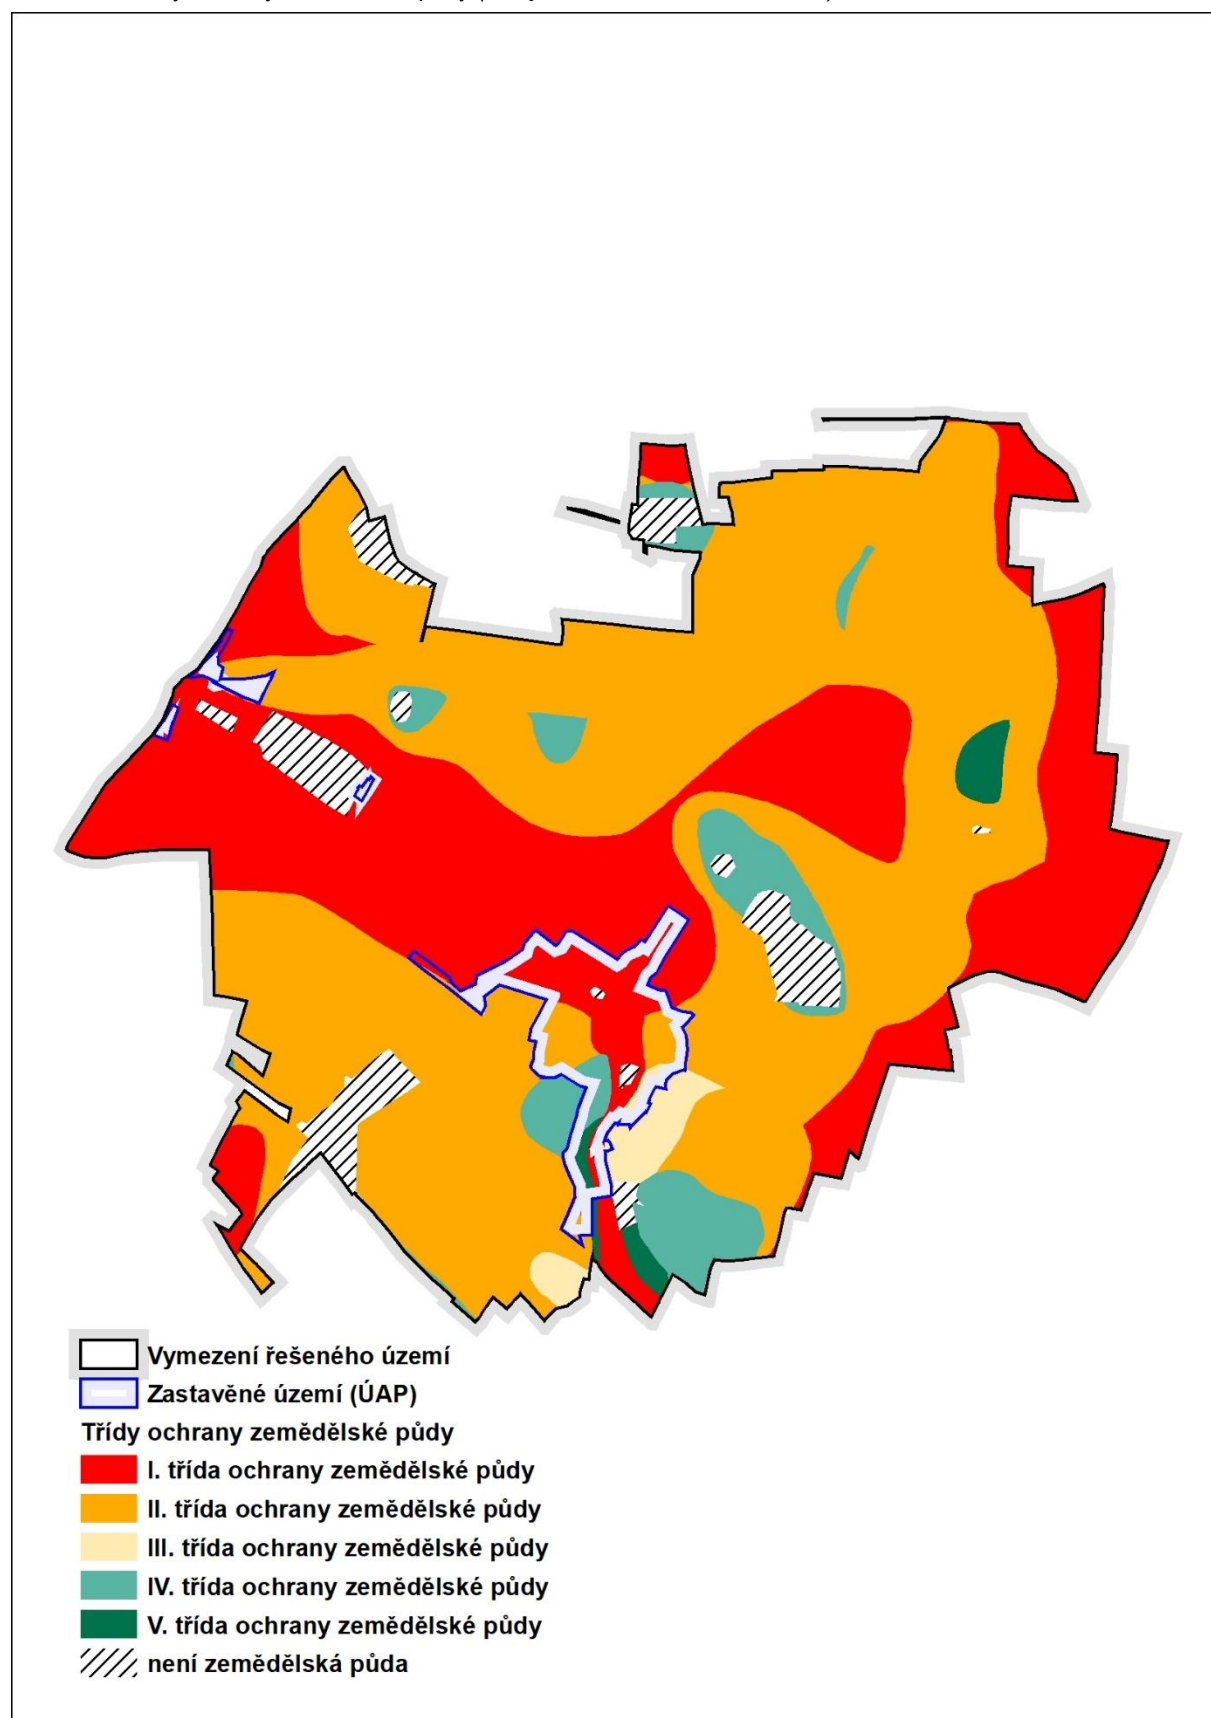 Vymezení řešeného území
Zastavěné území (ÚAP)
Třídy ochrany zemědělské půdy
I. třída ochrany zemědělské půdy
II. třída ochrany zemědělské půdy
III. třída ochrany zemědělské půdy
IV. třída ochrany zemědělské půdy
V. třída ochrany zemědělské půdy
není zemědělská půda